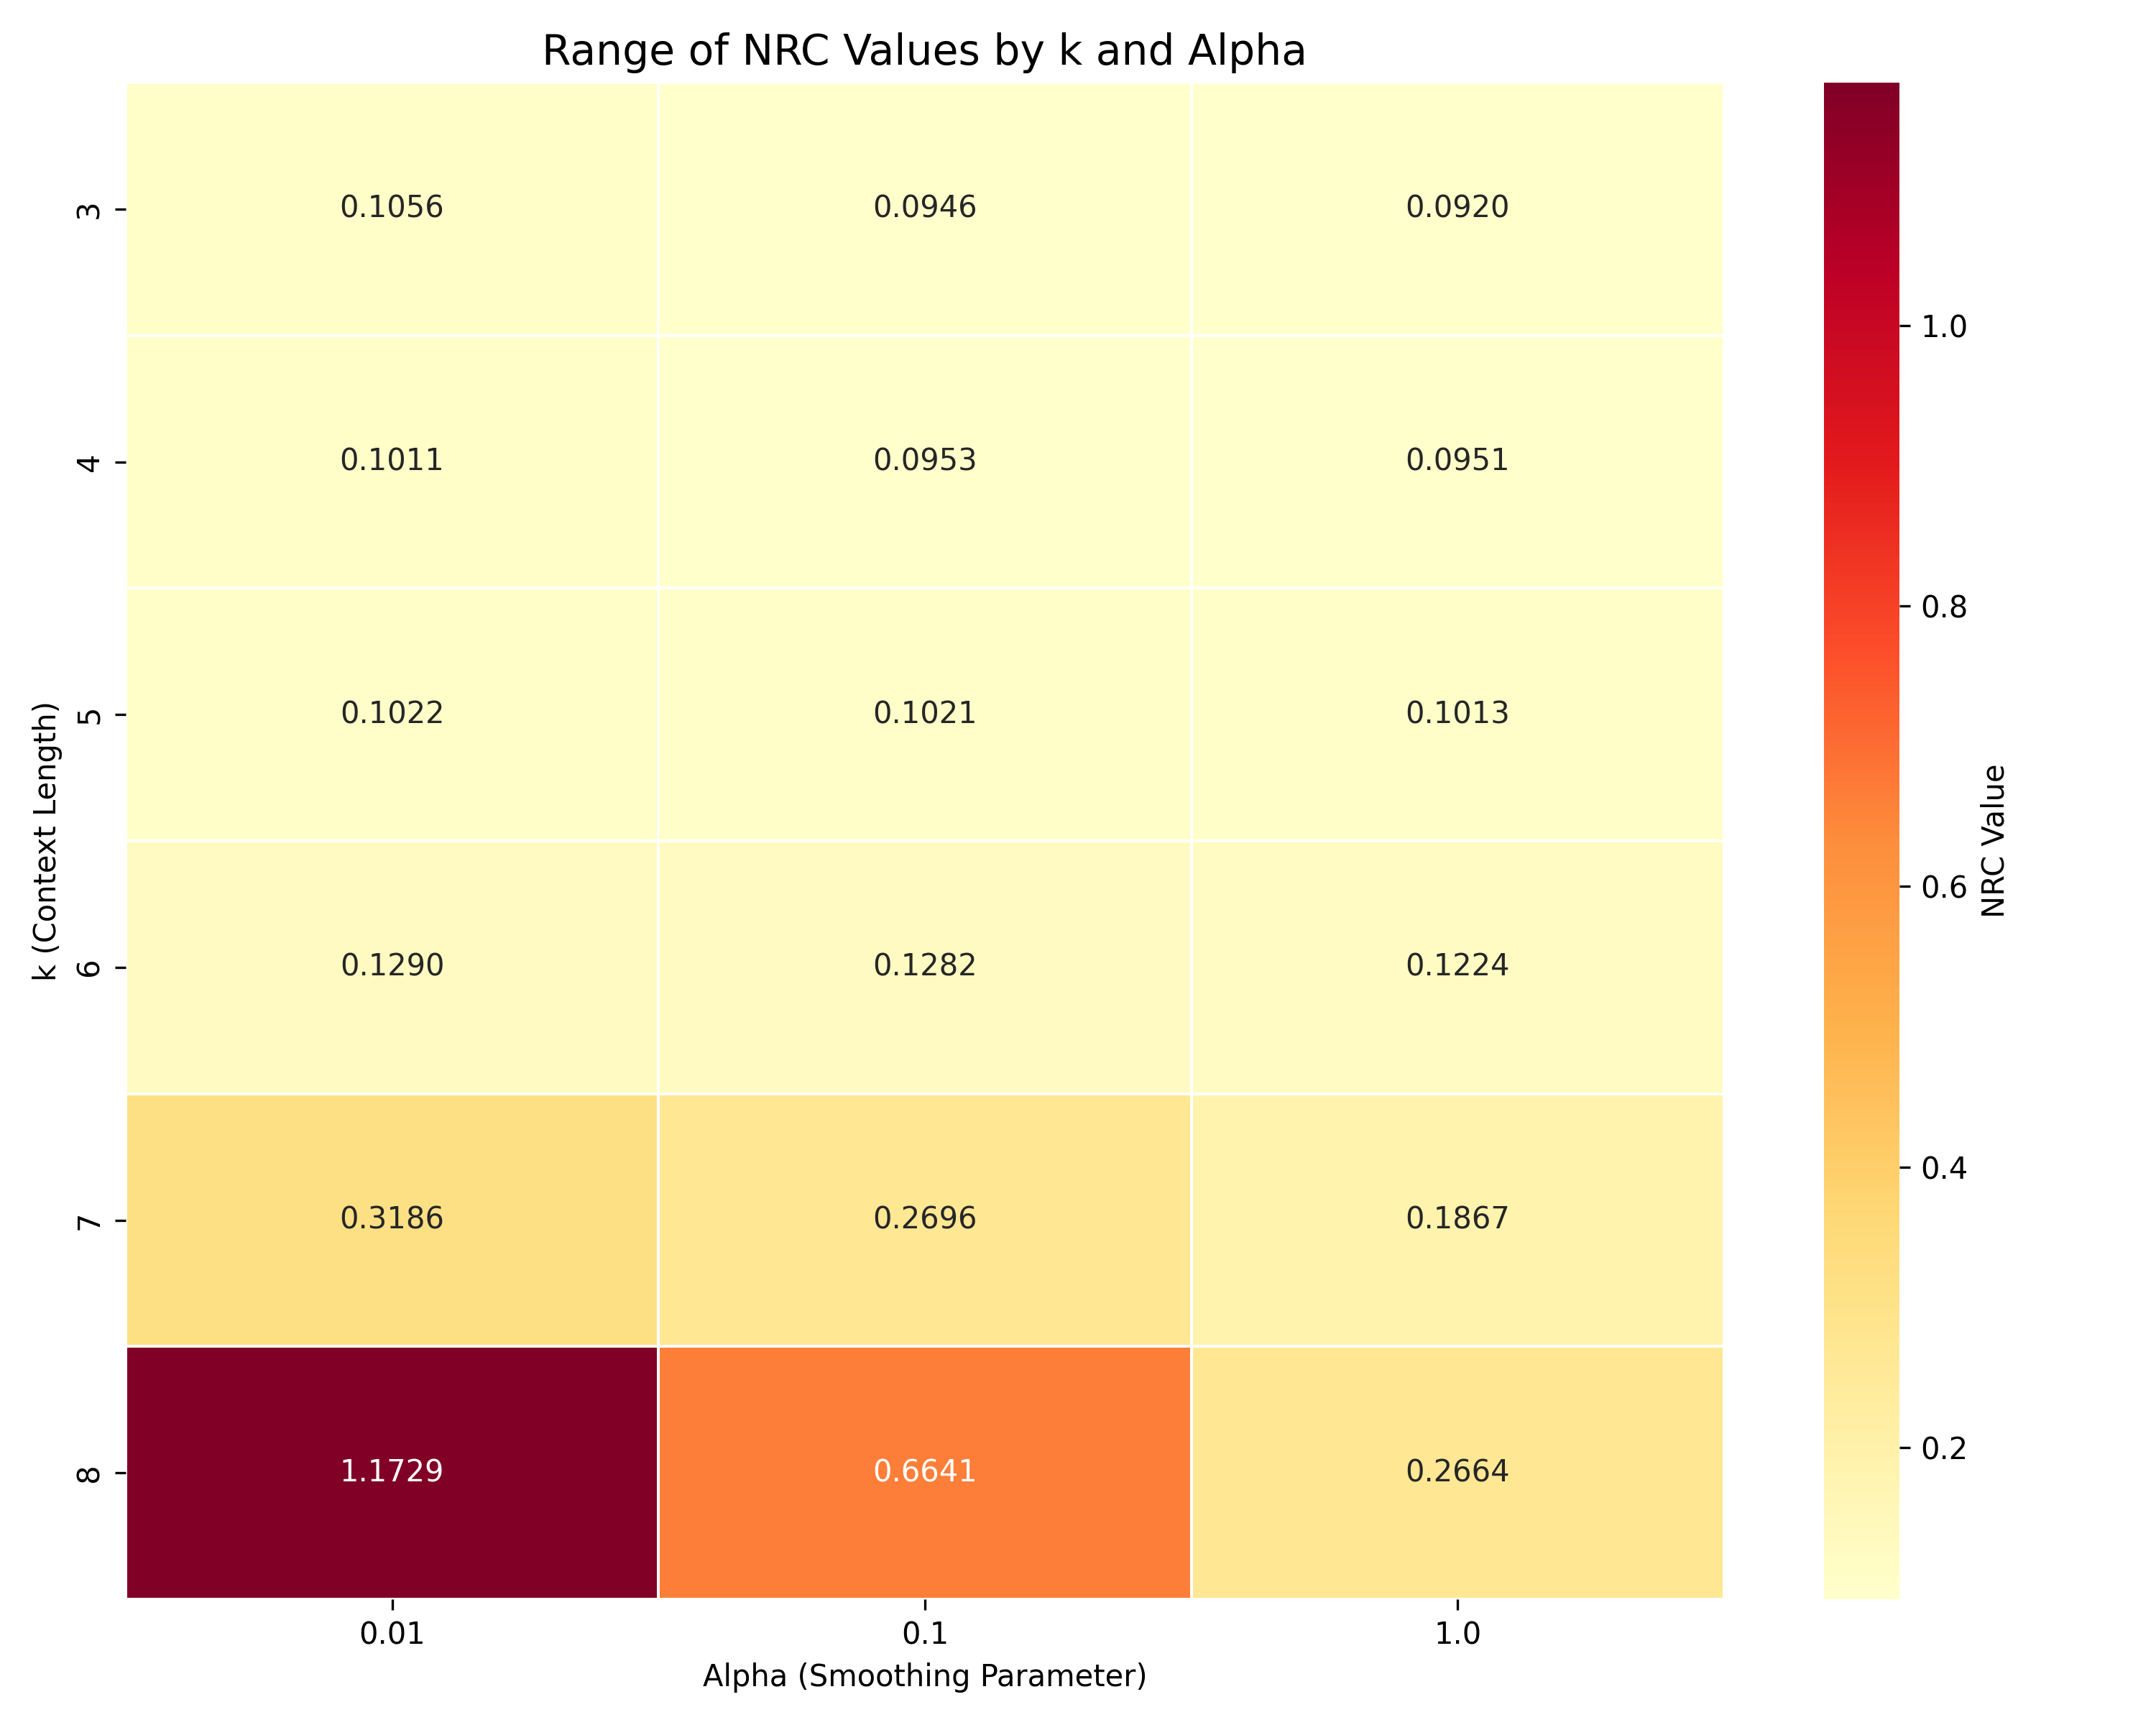 Range of NRC Values by k and Alpha
k (Context Length)
3 0.1056 0.0946 0.0920
4 0.1011 0.0953 0.0951
5 0.1022 0.1021 0.1013
6 0.1290 0.1282 0.1224
7 0.3186 0.2696 0.1867
8 1.1729 0.6641 0.2664
0.01 0.1 1.0
Alpha (Smoothing Parameter)
1.0
0.8
0.6
0.4
0.2
NRC Value